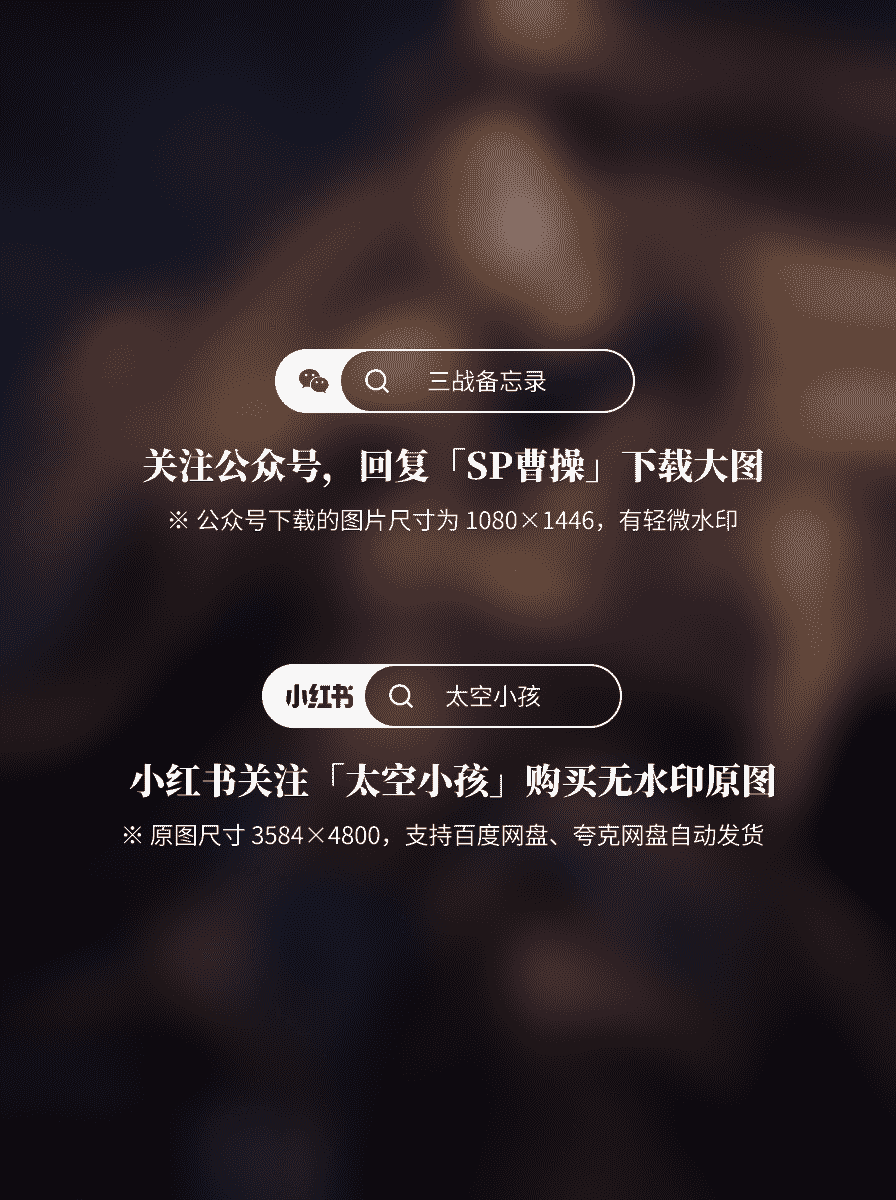 三战备忘录
关注公众号，回复「SP曹操」下载大图
※ 公众号下载的图片尺寸为 1080×1446，有轻微水印
小红书 太空小孩
小红书关注「太空小孩」购买无水印原图
※ 原图尺寸 3584×4800，支持百度网盘、夸克网盘自动发货